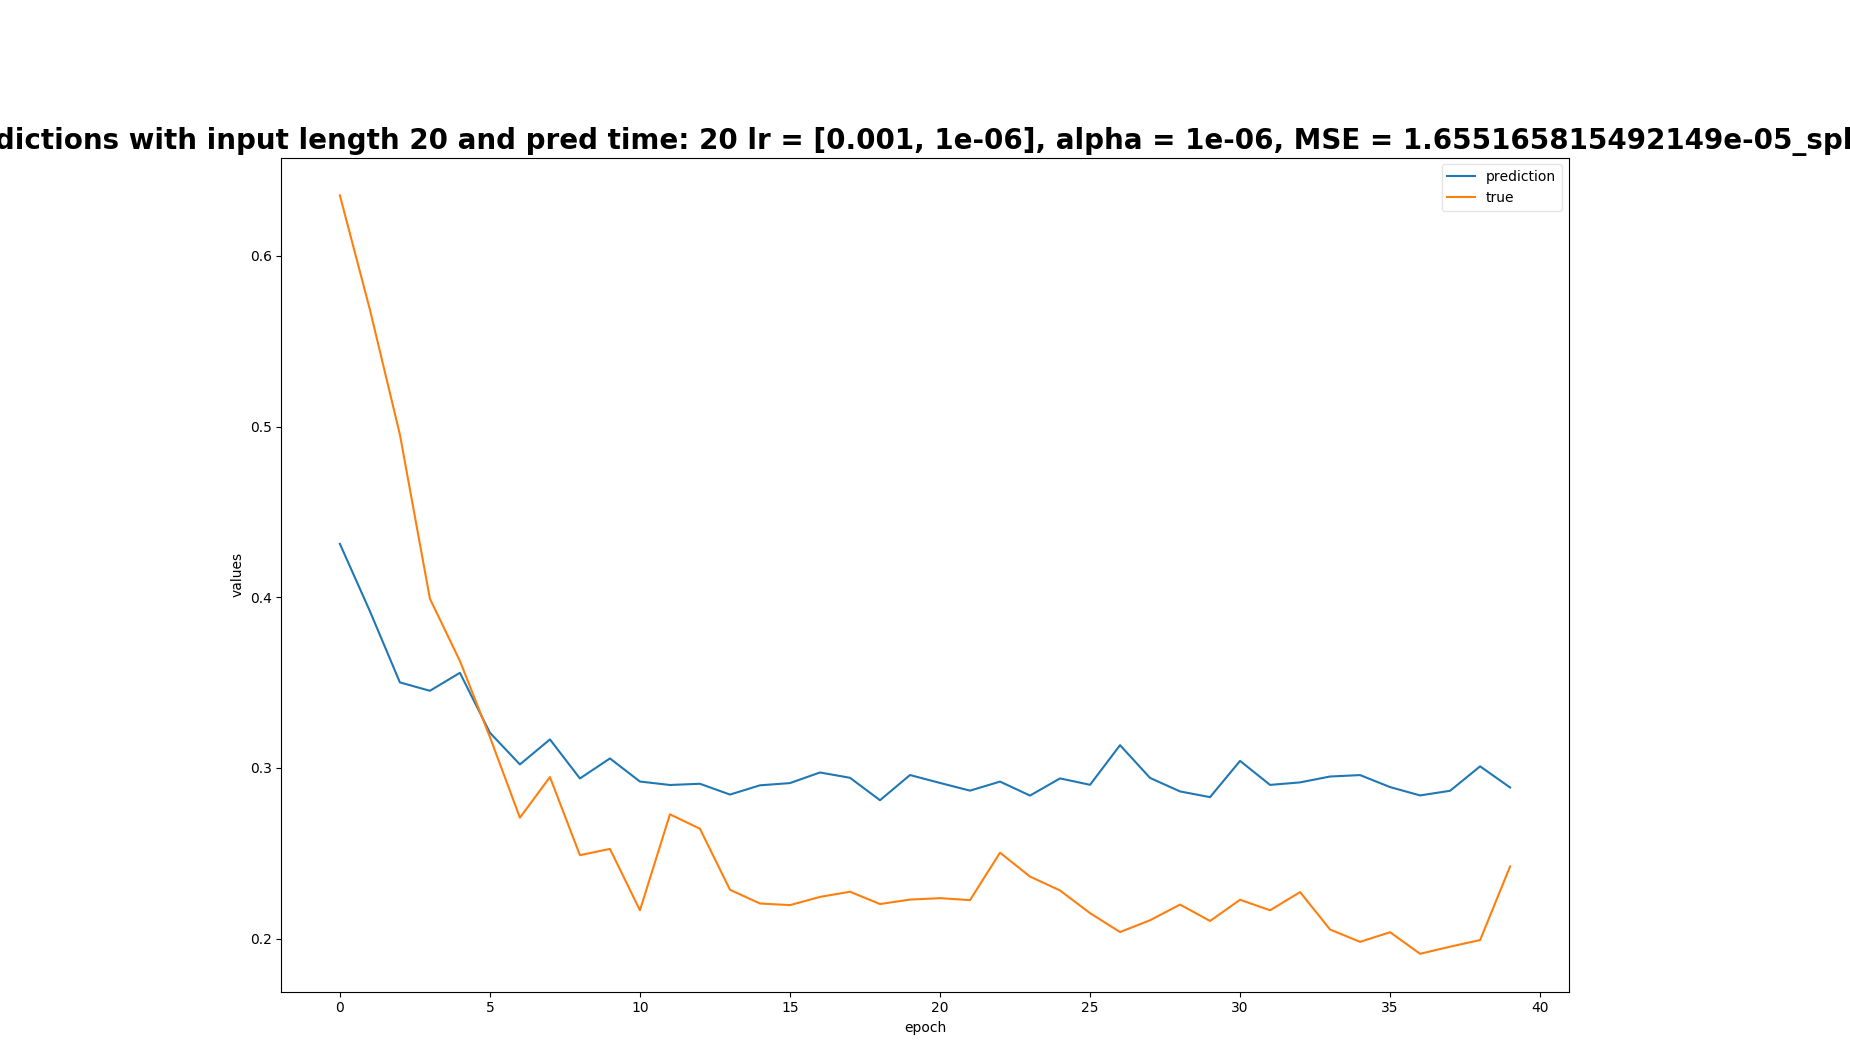 dictions with input length 20 and pred time: 20 lr = [0.001, 1e-06], alpha = 1e-06, MSE = 1.655165815492149e-05_spl
prediction
true
0.6
0.5
0.4
0.3
0.2
values
0 5 10 15 20 25 30 35 40
epoch